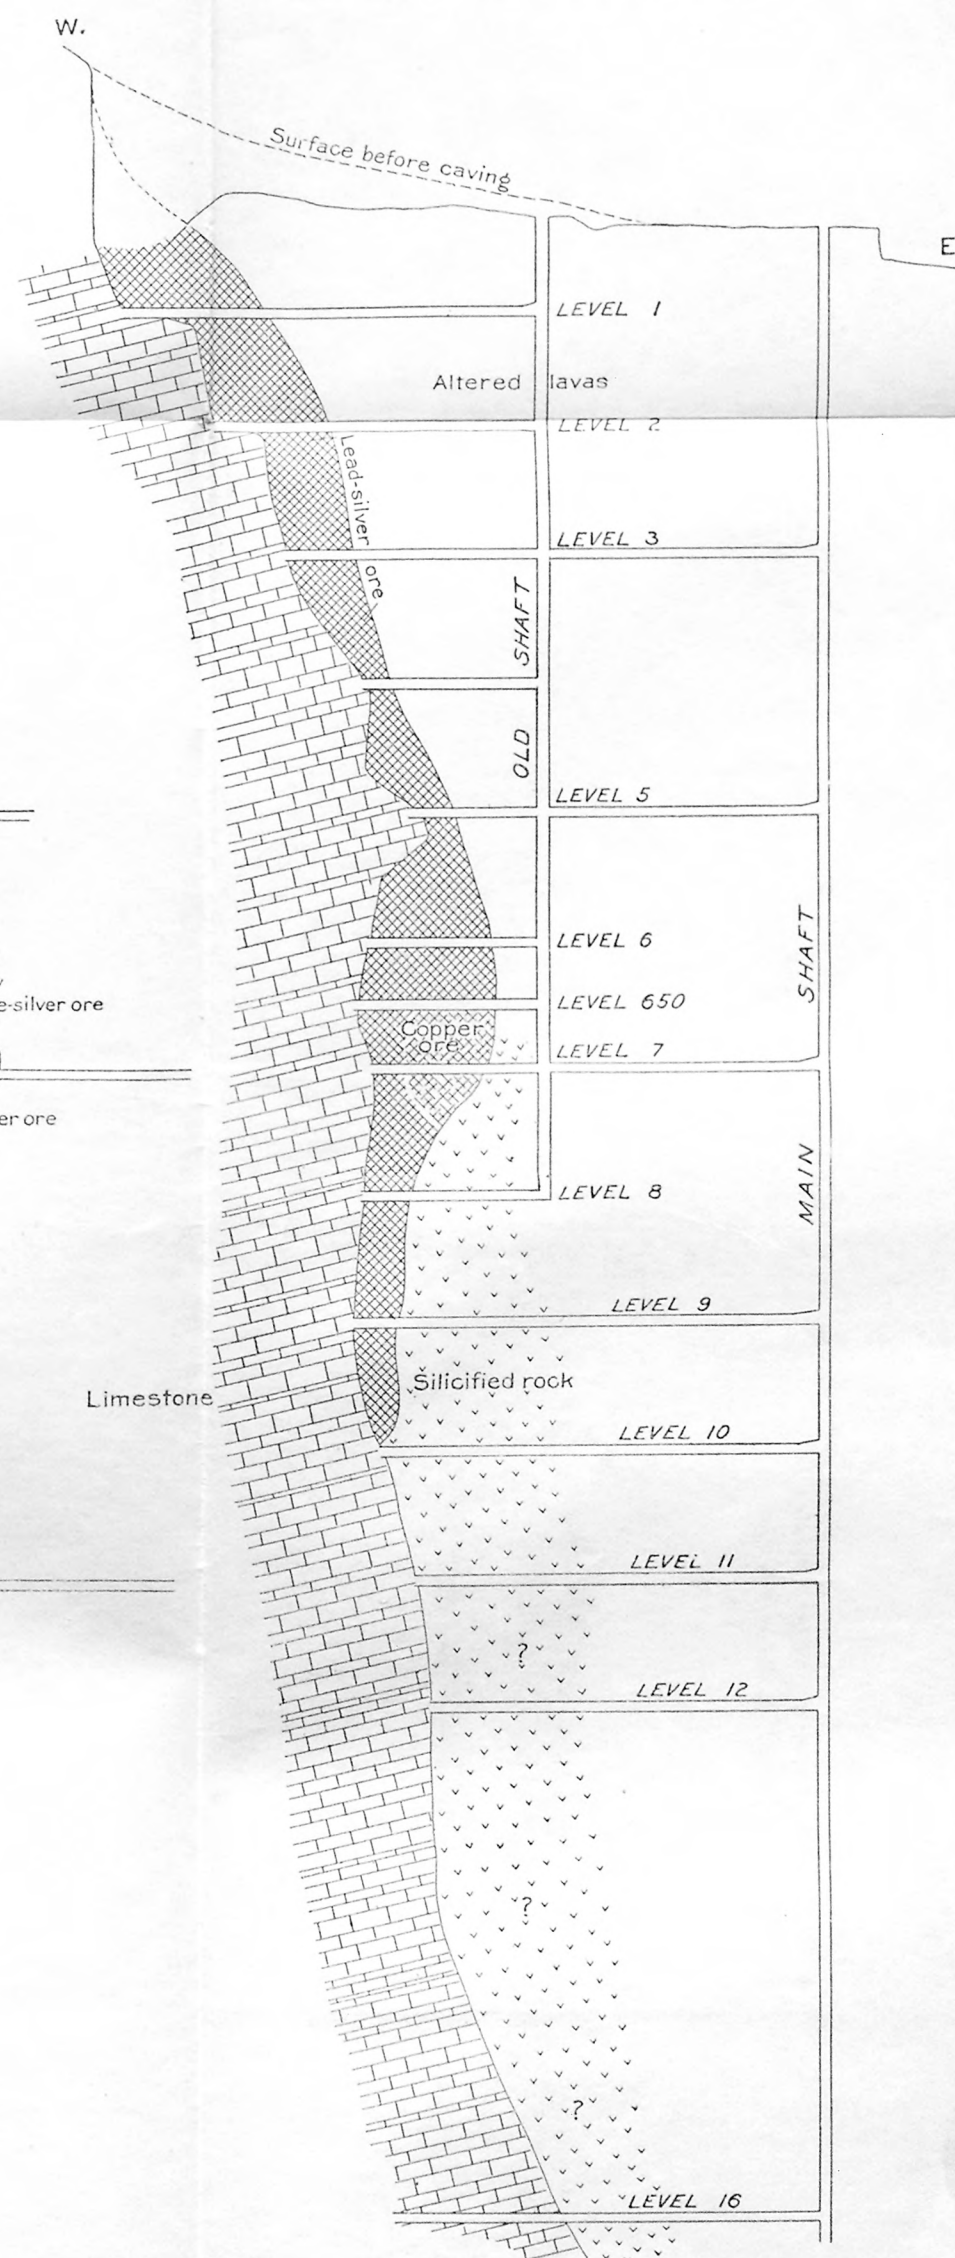 W.
Surface before caving
E
LEVEL 1
Altered lavas
LEVEL 2
Lead-silver ore
LEVEL 3
OLD SHAFT
LEVEL 5
LEVEL 6
e-silver ore
LEVEL 650
Copper
ore
LEVEL 7
er ore
MAIN SHAFT
LEVEL 8
LEVEL 9
Silicified rock
Limestone
LEVEL 10
LEVEL 11
?
LEVEL 12
?
?
LEVEL 16